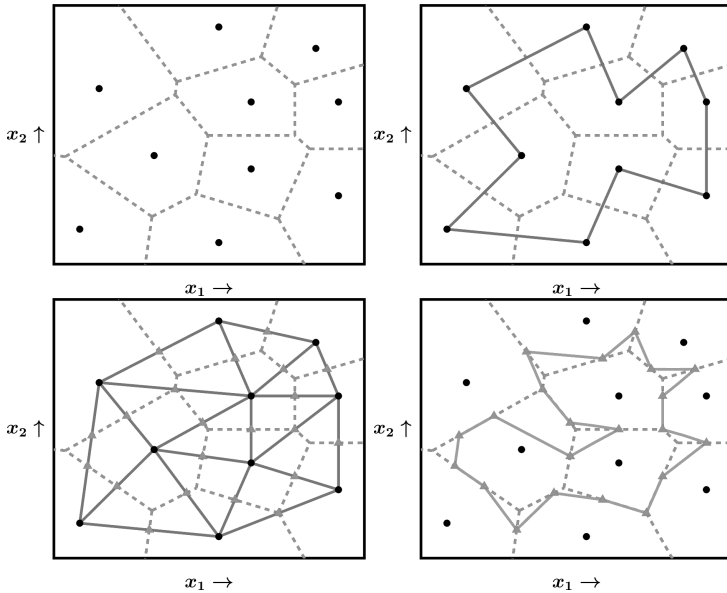 x₂ ↑ x₂ ↑
x₁ → x₁ →
x₂ ↑ x₂ ↑
x₁ → x₁ →